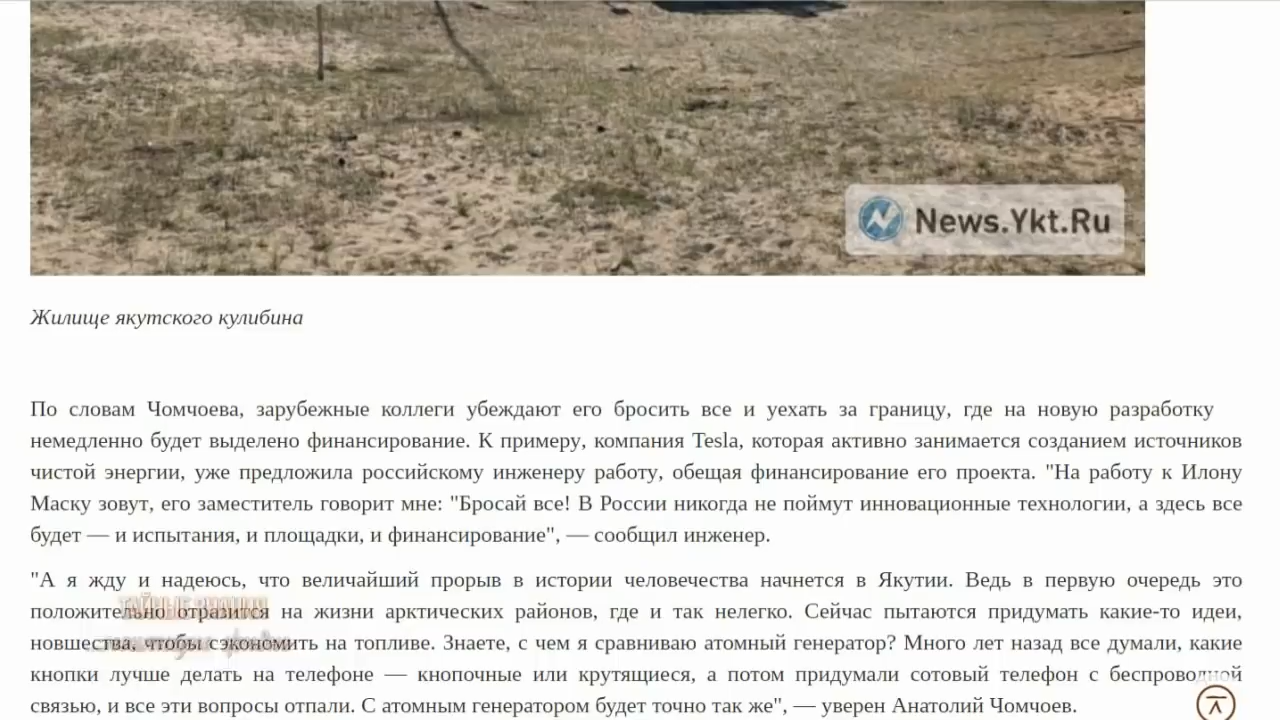 News.Ykt.Ru
Жилище якутского кулибина
По словам Чомчоева, зарубежные коллеги убеждают его бросить все и уехать за границу, где на новую разработку
немедленно будет выделено финансирование. К примеру, компания Tesla, которая активно занимается созданием источников
чистой энергии, уже предложила российскому инженеру работу, обещая финансирование его проекта. "На работу к Илону
Маску зовут, его заместитель говорит мне: "Бросай все! В России никогда не поймут инновационные технологии, а здесь все
будет — и испытания, и площадки, и финансирование", — сообщил инженер.
"А я жду и надеюсь, что величайший прорыв в истории человечества начнется в Якутии. Ведь в первую очередь это
положительно отразится на жизни арктических районов, где и так нелегко. Сейчас пытаются придумать какие-то идеи,
новшества, чтобы сэкономить на топливе. Знаете, с чем я сравниваю атомный генератор? Много лет назад все думали, какие
кнопки лучше делать на телефоне — кнопочные или крутящиеся, а потом придумали сотовый телефон с беспроводной
связью, и все эти вопросы отпали. С атомным генератором будет точно так же", — уверен Анатолий Чомчоев.